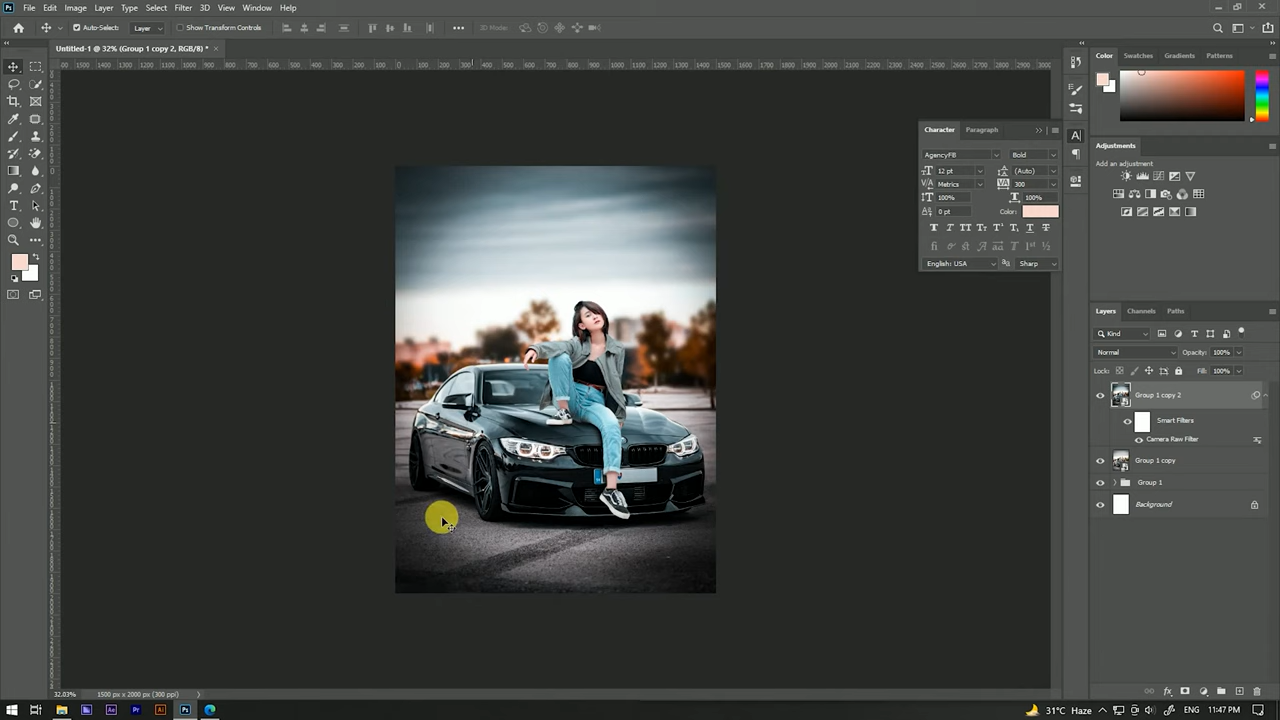 File Edit Image Layer Type Select Filter 3D View Window Help
Auto-Select: Layer Show Transform Controls 3D Mode:
Untitled-1 @ 32% (Group 1 copy 2, RGB/8) *
Color Swatches Gradients Patterns
Character Paragraph
AgencyFB Bold
12 pt (Auto)
Metrics 300
100% 100%
0 pt Color:
English: USA Sharp
Adjustments
Add an adjustment
Layers Channels Paths
Kind
Normal Opacity: 100%
Lock: Fill: 100%
Group 1 copy 2
Smart Filters
Camera Raw Filter
Group 1 copy
Group 1
Background
32.03% 1500 px x 2000 px (300 ppi)
31°C Haze ENG 11:47 PM